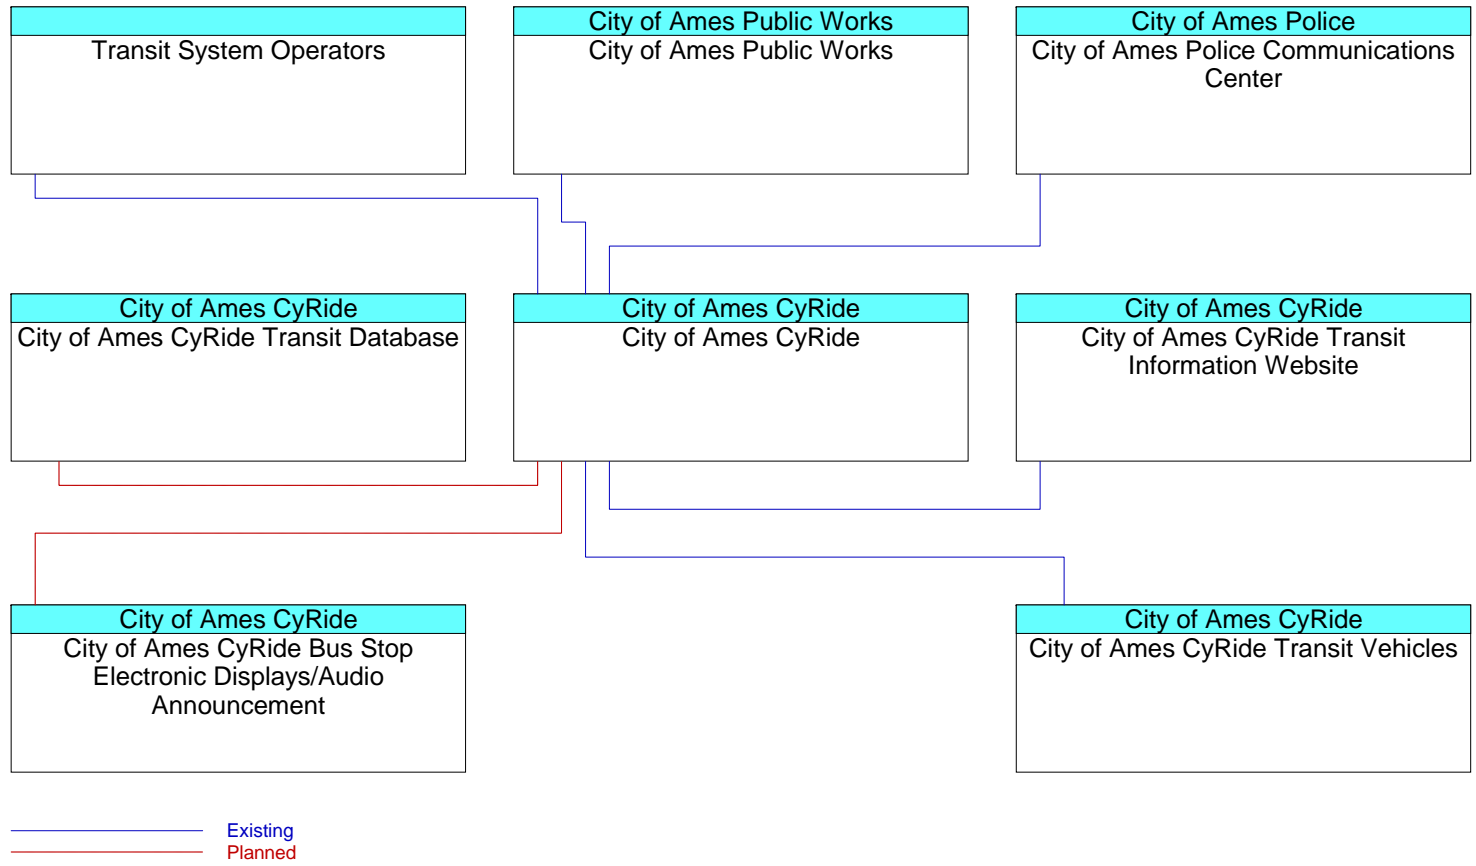 Transit System Operators
City of Ames Public Works
City of Ames Public Works
City of Ames Police
City of Ames Police Communications
Center
City of Ames CyRide
City of Ames CyRide Transit Database
City of Ames CyRide
City of Ames CyRide
City of Ames CyRide
City of Ames CyRide Transit
Information Website
City of Ames CyRide
City of Ames CyRide Bus Stop
Electronic Displays/Audio
Announcement
City of Ames CyRide
City of Ames CyRide Transit Vehicles
Existing
Planned